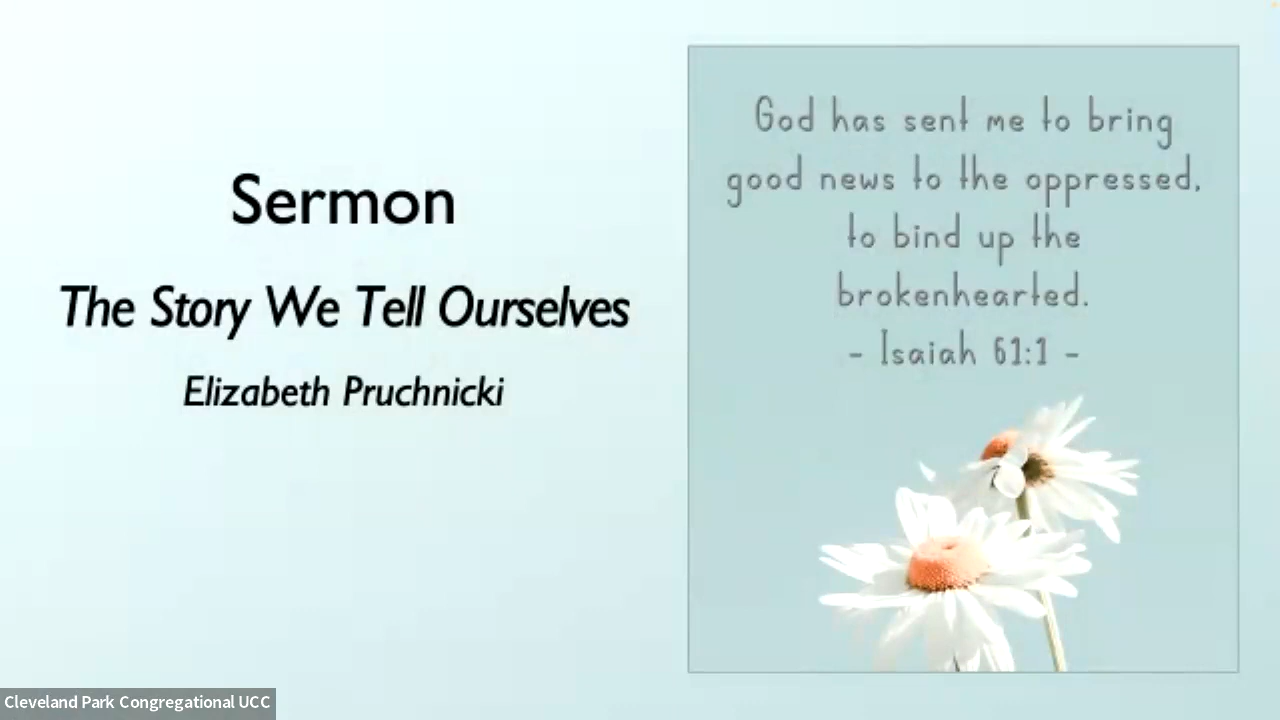 Sermon
The Story We Tell Ourselves
Elizabeth Pruchnicki
God has sent me to bring
good news to the oppressed,
to bind up the
brokenhearted.
- Isaiah 61:1 -
Cleveland Park Congregational UCC